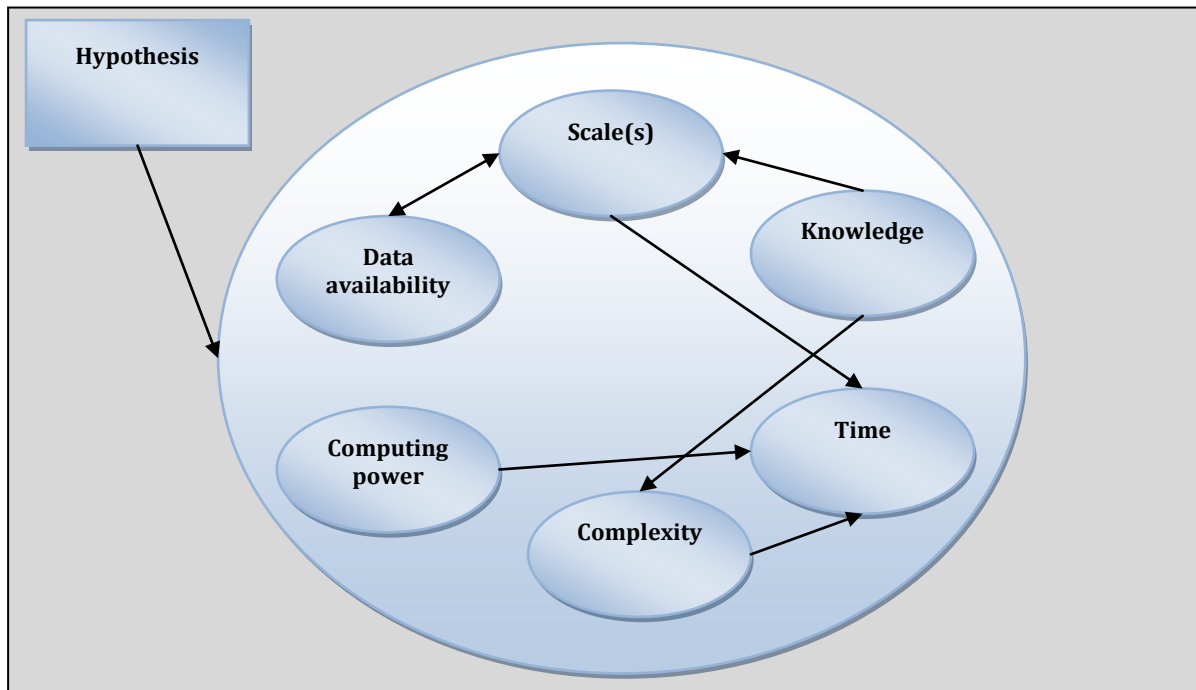 Hypothesis
Scale(s)
Knowledge
Data
availability
Time
Computing
power
Complexity